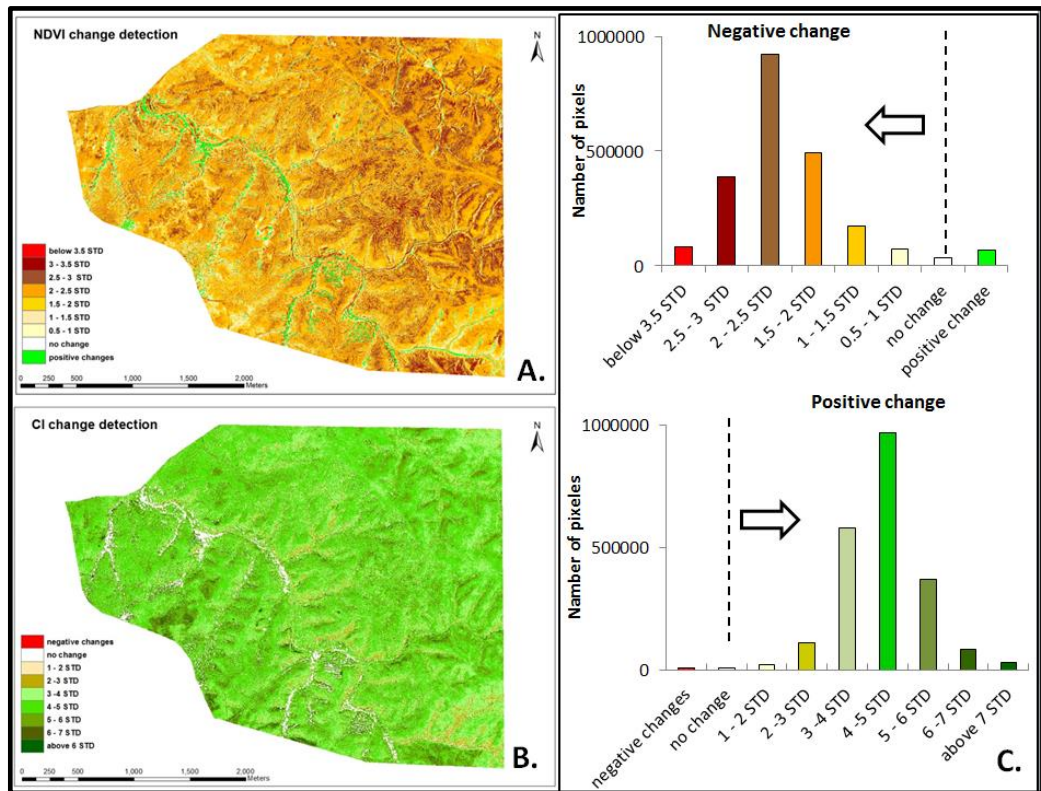 NDVI change detection
N
below 3.5 STD
3 - 3.5 STD
2.5 - 3 STD
2 - 2.5 STD
1.5 - 2 STD
1 - 1.5 STD
0.5 - 1 STD
no change
positive changes
0 250 500 1,000 1,500 2,000
Meters
A.
CI change detection
N
negative changes
no change
1 - 2 STD
2 -3 STD
3 -4 STD
4 -5 STD
5 - 6 STD
6 - 7 STD
above 6 STD
0 250 500 1,000 1,500 2,000
Meters
B.
Negative change
Namber of pixels
1000000
500000
0
below 3.5 STD
2.5 - 3 STD
2 - 2.5 STD
1.5 - 2 STD
1 - 1.5 STD
0.5 - 1 STD
no change
positive change
Positive change
Namber of pixeles
1000000
500000
0
negative changes
no change
1 - 2 STD
2 -3 STD
3-4 STD
4 -5 STD
5 - 6 STD
6 -7 STD
above 7 STD
C.